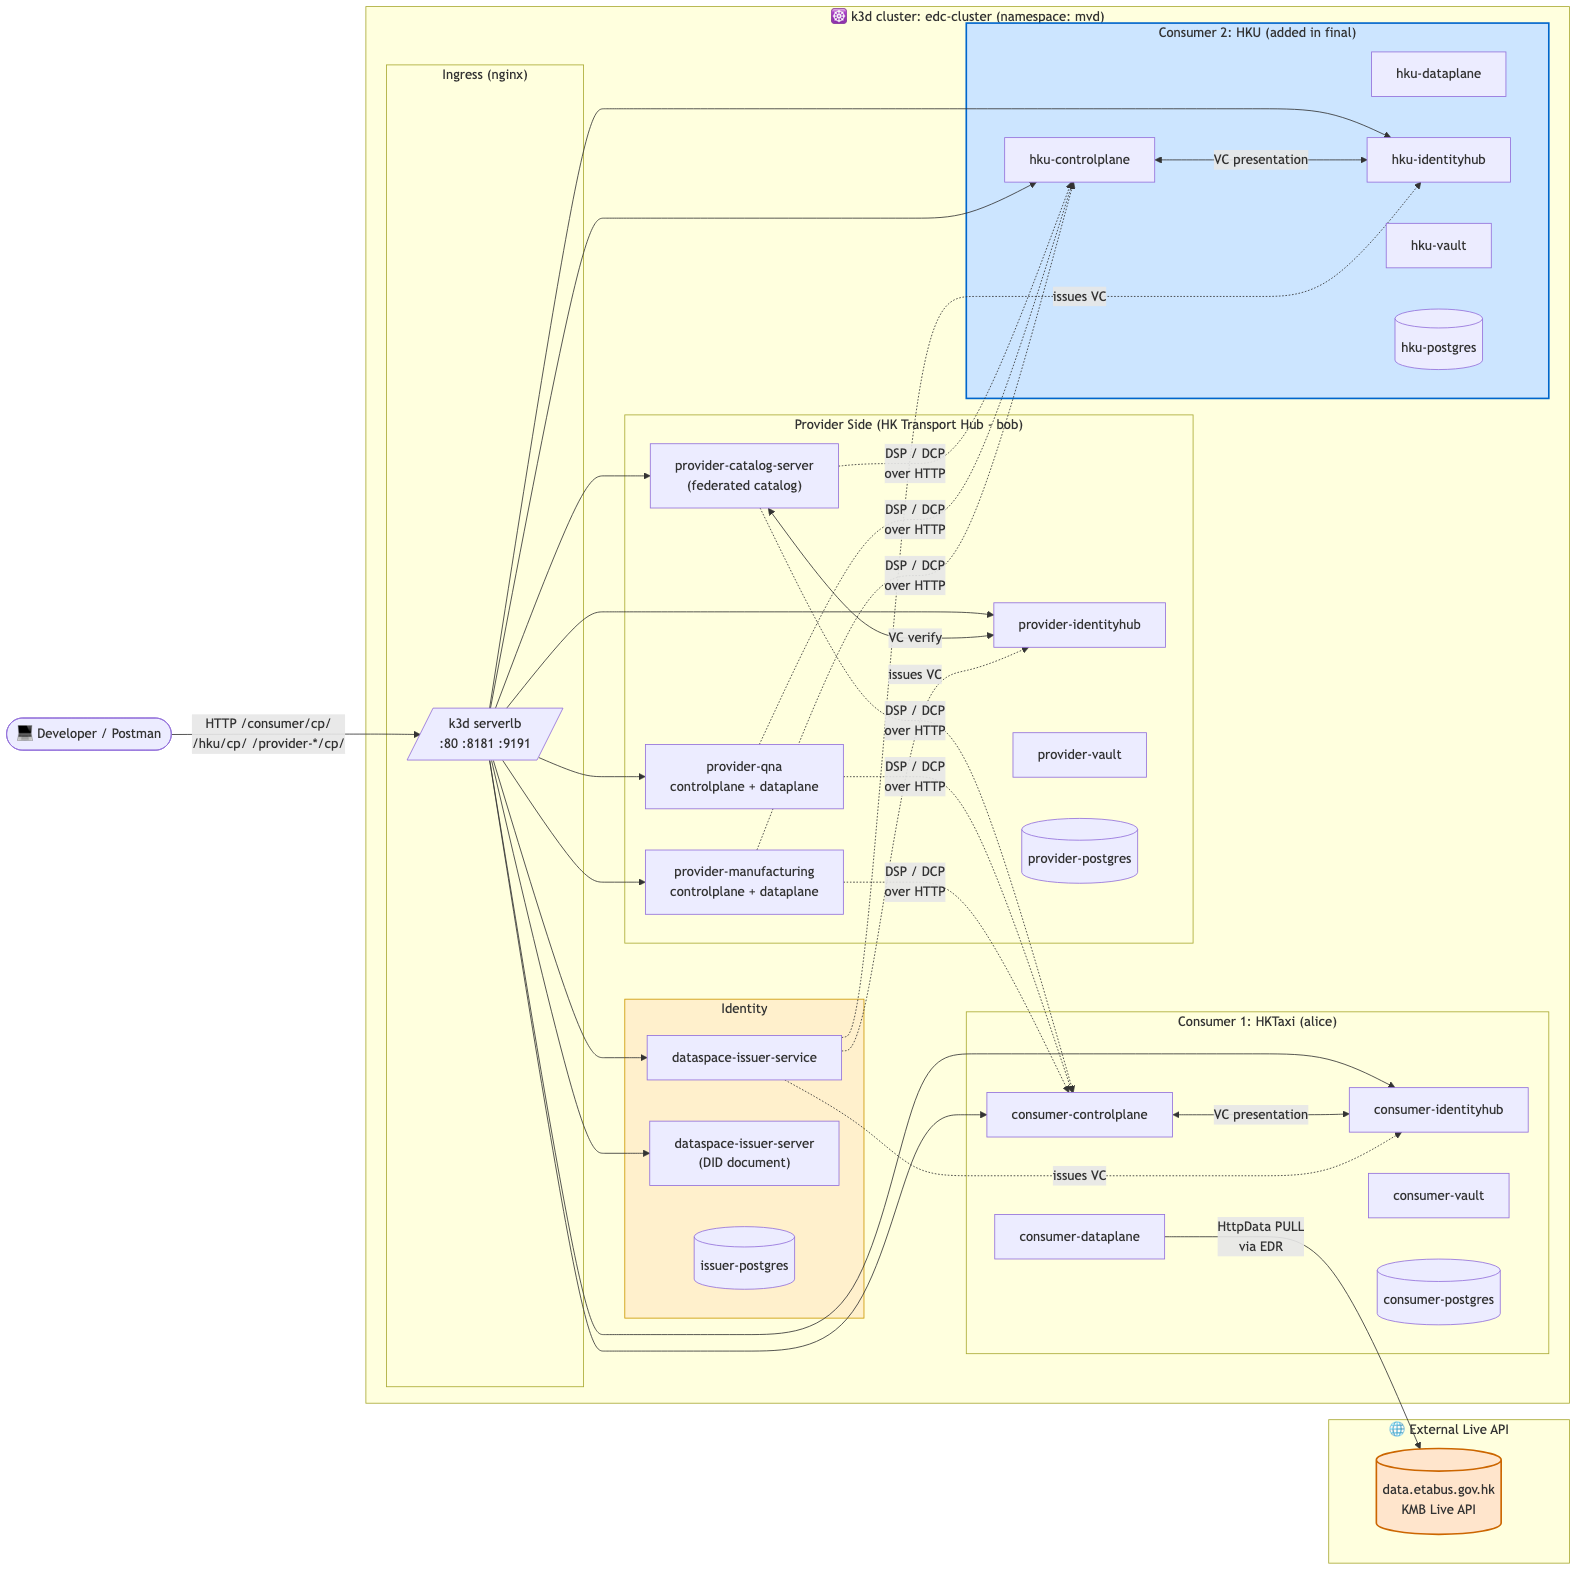 k3d cluster: edc-cluster (namespace: mvd)
Consumer 2: HKU (added in final)
Ingress (nginx)
hku-dataplane
hku-controlplane
VC presentation
hku-identityhub
hku-vault
issues VC
hku-postgres
Provider Side (HK Transport Hub - bob)
provider-catalog-server
(federated catalog)
DSP / DCP
over HTTP
DSP / DCP
over HTTP
DSP / DCP
over HTTP
provider-identityhub
VC verify
issues VC
DSP / DCP
over HTTP
💻 Developer / Postman
HTTP /consumer/cp/
/hku/cp/ /provider-*/cp/
k3d serverlb
:80 :8181 :9191
provider-vault
provider-qna
controlplane + dataplane
DSP / DCP
over HTTP
provider-postgres
provider-manufacturing
controlplane + dataplane
DSP / DCP
over HTTP
Identity
dataspace-issuer-service
dataspace-issuer-server
(DID document)
issuer-postgres
Consumer 1: HKTaxi (alice)
consumer-controlplane
VC presentation
consumer-identityhub
issues VC
consumer-vault
consumer-dataplane
HttpData PULL
via EDR
consumer-postgres
🌐 External Live API
data.etabus.gov.hk
KMB Live API